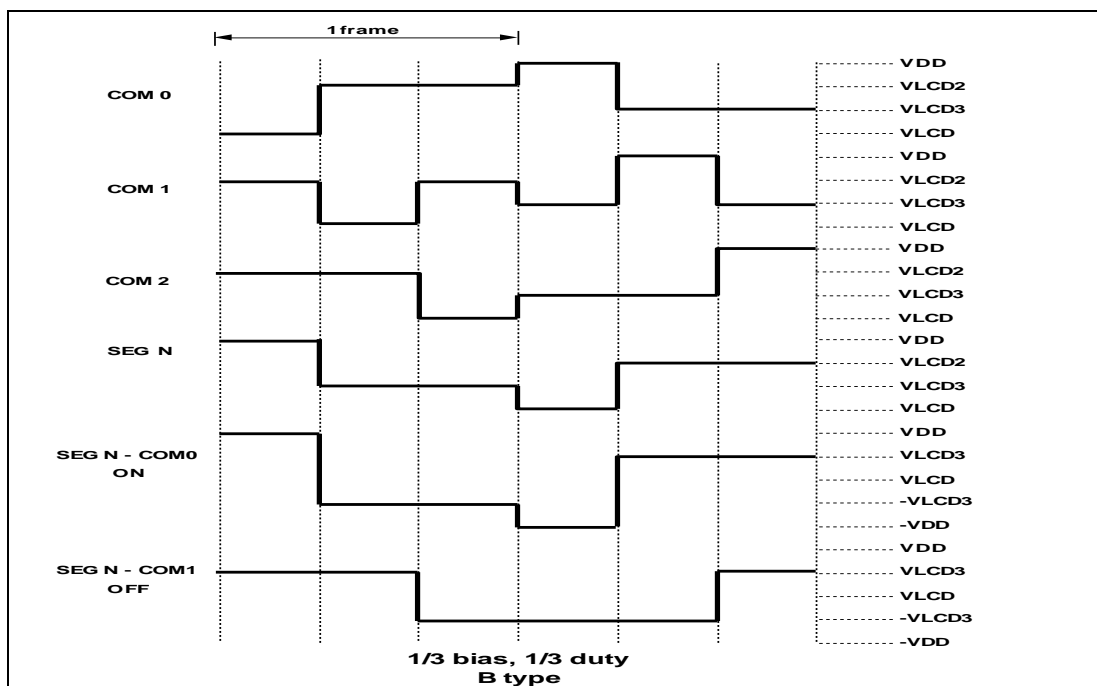 1 frame
COM 0
VDD
VLCD2
VLCD3
VLCD
COM 1
VDD
VLCD2
VLCD3
VLCD
COM 2
VDD
VLCD2
VLCD3
VLCD
SEG N
VDD
VLCD2
VLCD3
VLCD
SEG N - COM0
ON
VDD
VLCD3
VLCD
-VLCD3
-VDD
SEG N - COM1
OFF
VDD
VLCD3
VLCD
-VLCD3
-VDD
1/3 bias, 1/3 duty
B type